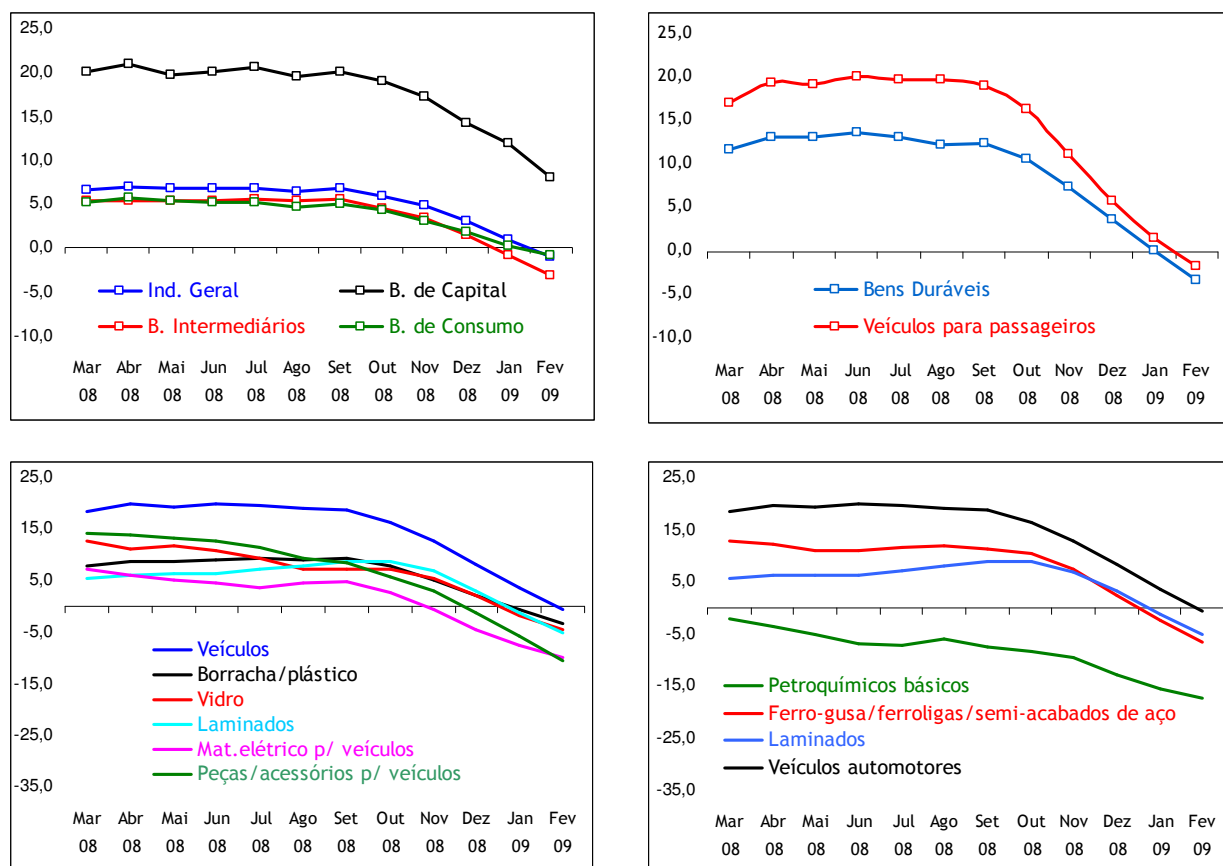 25,0
20,0
15,0
10,0
5,0
0,0
-5,0
-10,0
Ind. Geral B. de Capital
B. Intermediários B. de Consumo
Mar Abr Mai Jun Jul Ago Set Out Nov Dez Jan Fev
08 08 08 08 08 08 08 08 08 08 09 09
25,0
20,0
15,0
10,0
5,0
0,0
-5,0
-10,0
Bens Duráveis
Veículos para passageiros
Mar Abr Mai Jun Jul Ago Set Out Nov Dez Jan Fev
08 08 08 08 08 08 08 08 08 08 09 09
25,0
15,0
5,0
-5,0
-15,0
-25,0
-35,0
Veículos
Borracha/plástico
Vidro
Laminados
Mat.elétrico p/ veículos
Peças/acessórios p/ veículos
Mar Abr Mai Jun Jul Ago Set Out Nov Dez Jan Fev
08 08 08 08 08 08 08 08 08 08 09 09
25,0
15,0
5,0
-5,0
-15,0
-25,0
-35,0
Petroquímicos básicos
Ferro-gusa/ferroligas/semi-acabados de aço
Laminados
Veículos automotores
Mar Abr Mai Jun Jul Ago Set Out Nov Dez Jan Fev
08 08 08 08 08 08 08 08 08 08 09 09